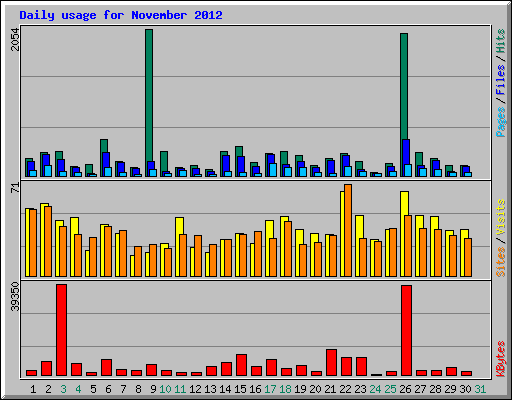 Daily usage for November 2012
2054
Pages / Files / Hits
71
Sites / Visits
39350
KBytes
1 2 3 4 5 6 7 8 9 10 11 12 13 14 15 16 17 18 19 20 21 22 23 24 25 26 27 28 29 30 31